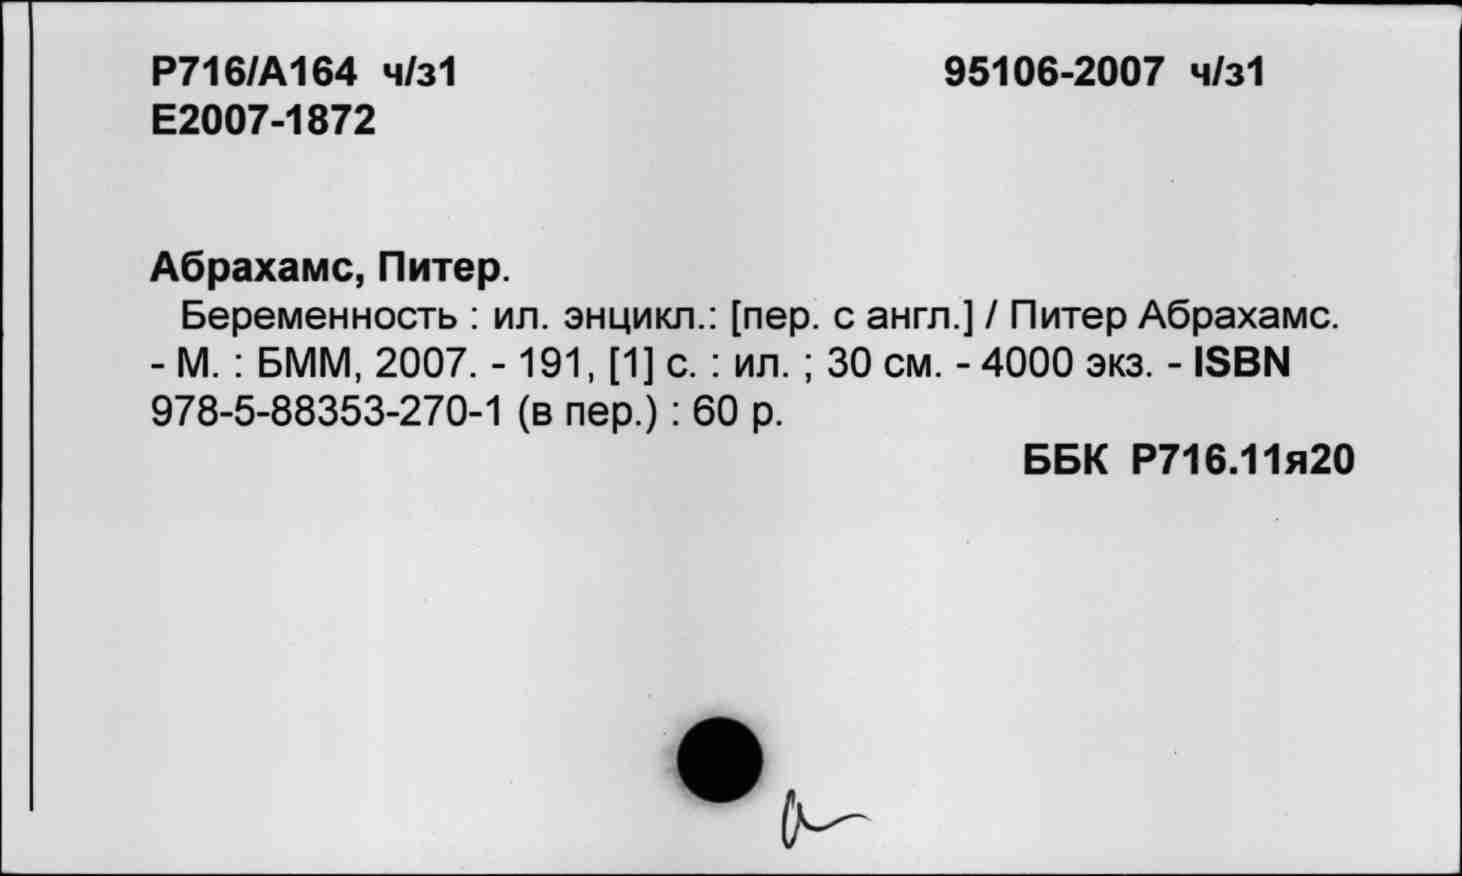 Р716/А164 ч/з1
95106-2007 ч/з1
Е2007-1872
Абрахамс, Питер.
Беременность : ил. энцикл.: [пер. с англ.] / Питер Абрахамс.
- М. : БММ, 2007. - 191, [1] с. : ил. ; 30 см. - 4000 экз. - ISBN
978-5-88353-270-1 (в пер.) : 60 р.
ББК Р716.11я20